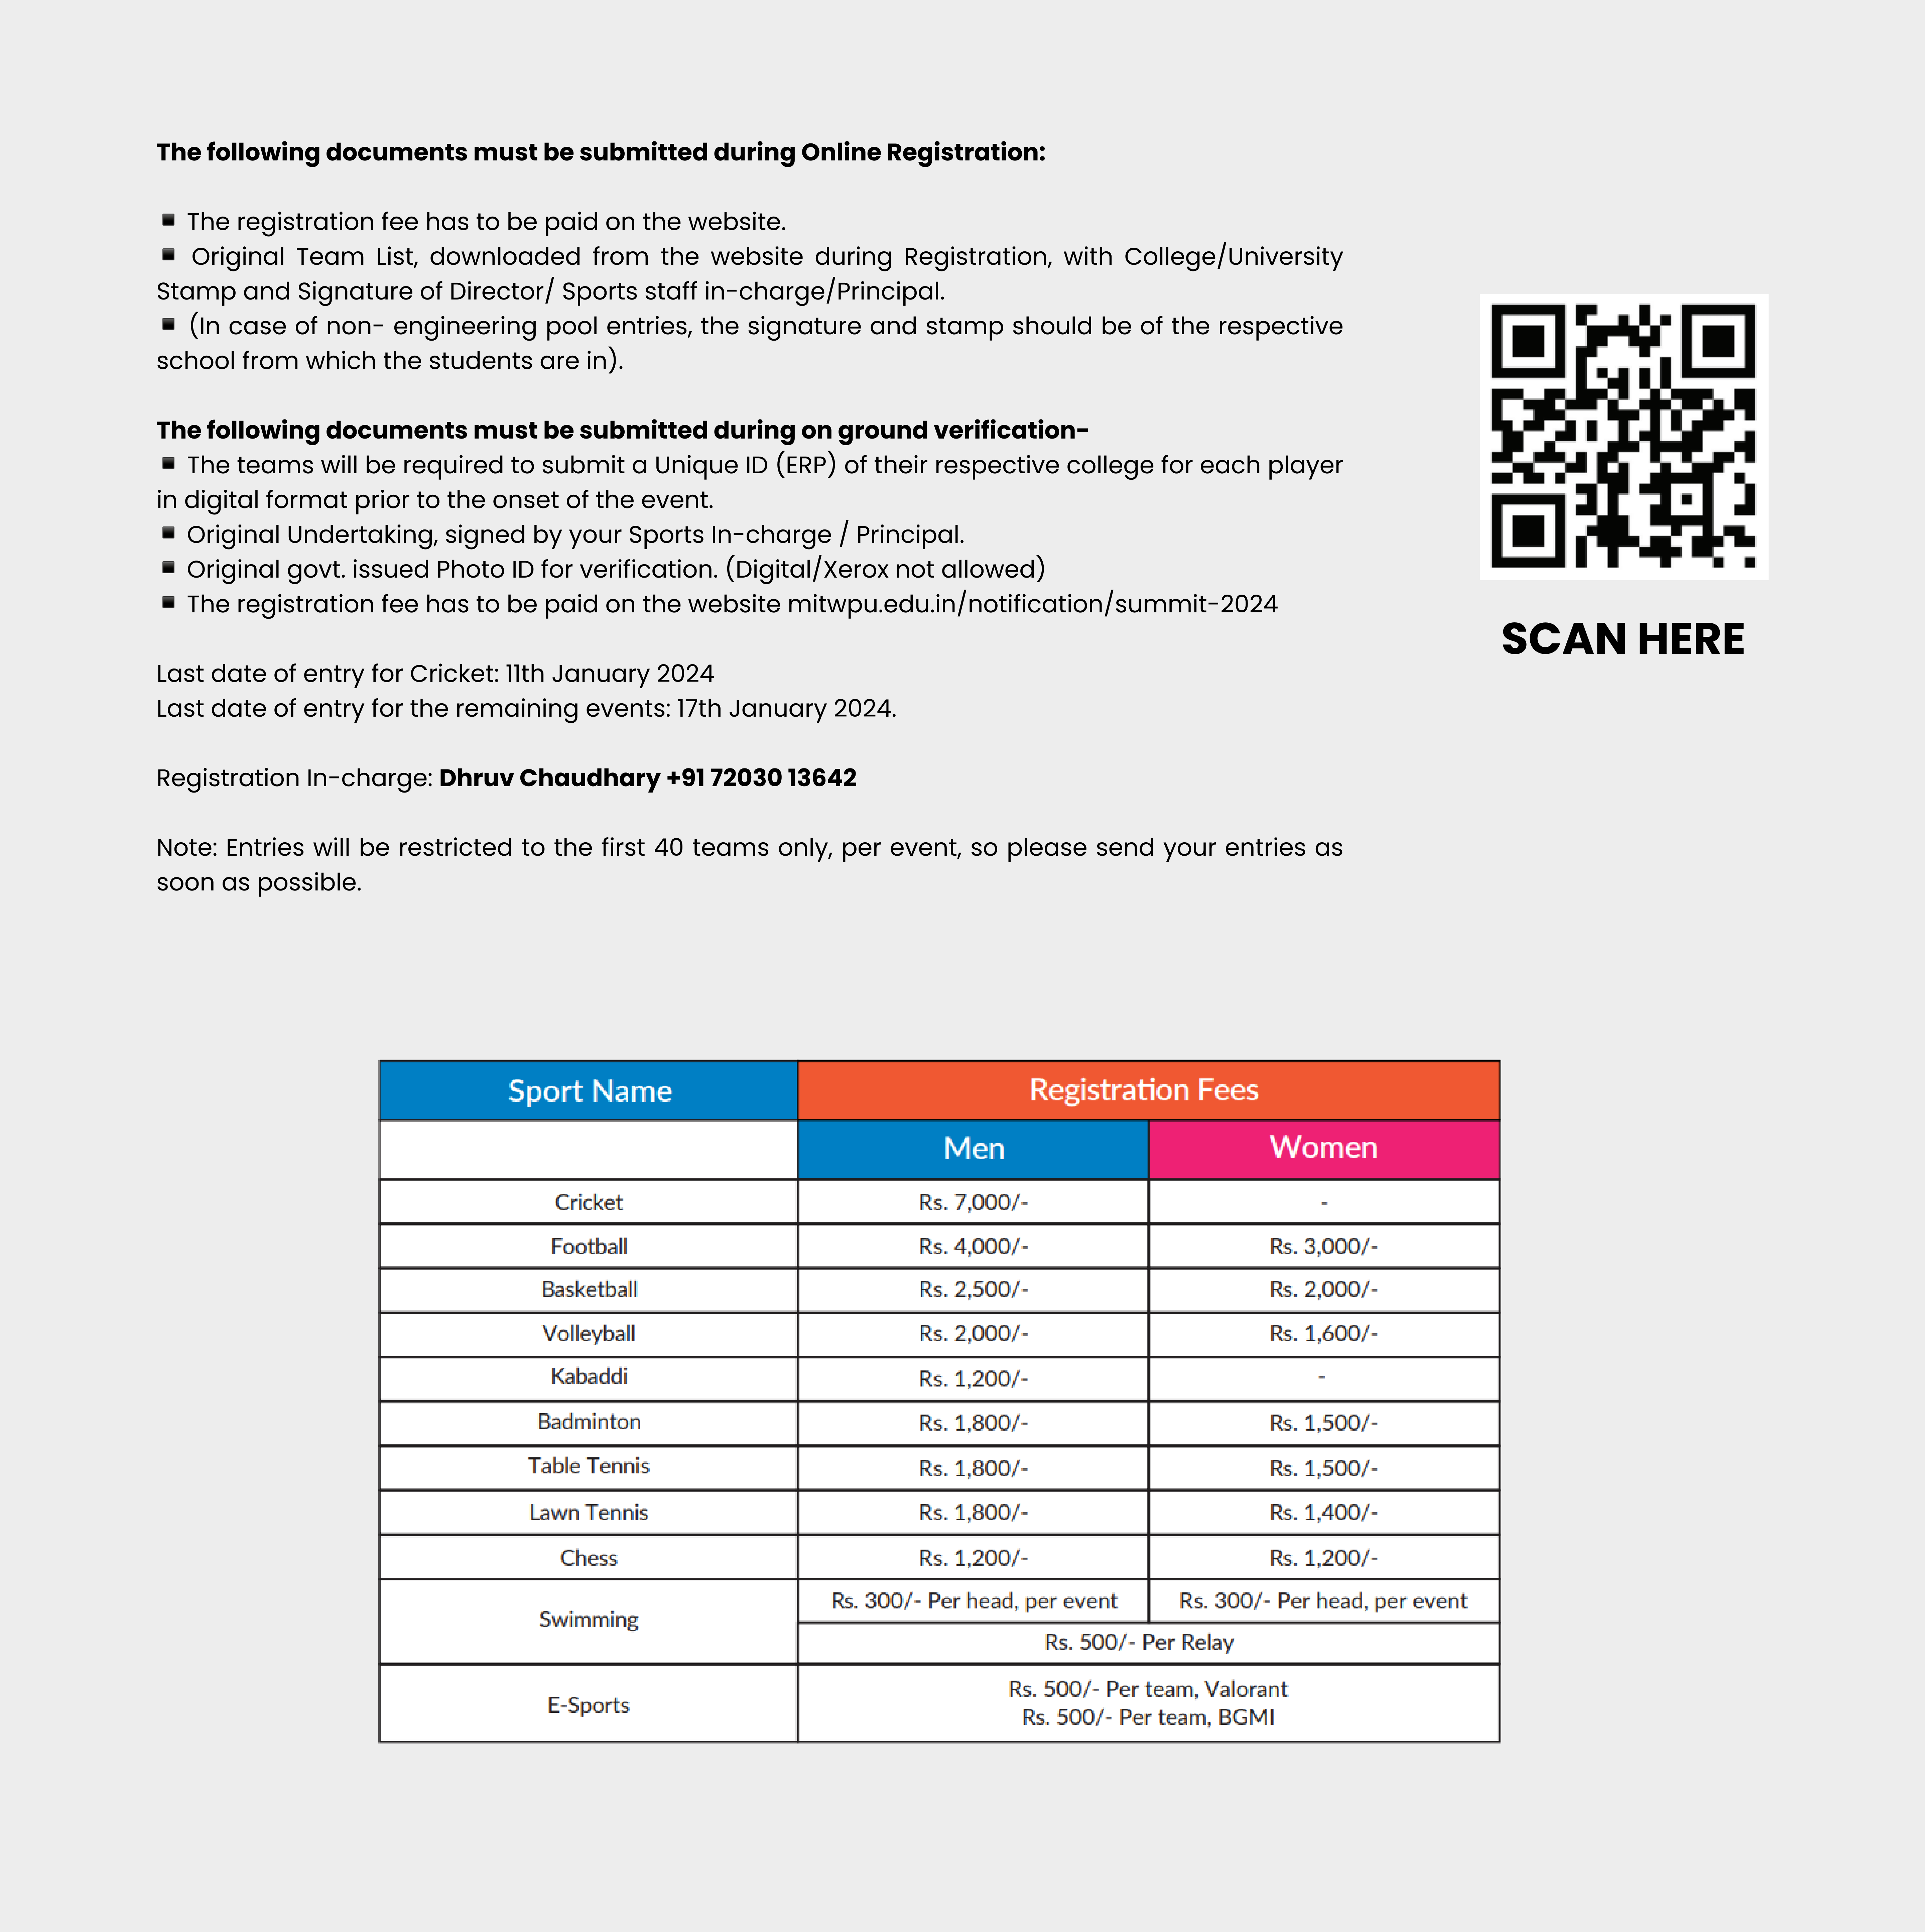 The following documents must be submitted during Online Registration:
▪ The registration fee has to be paid on the website.
▪ Original Team List, downloaded from the website during Registration, with College/University
Stamp and Signature of Director/ Sports staff in-charge/Principal.
▪ (In case of non- engineering pool entries, the signature and stamp should be of the respective
school from which the students are in).
The following documents must be submitted during on ground verification-
▪ The teams will be required to submit a Unique ID (ERP) of their respective college for each player
in digital format prior to the onset of the event.
▪ Original Undertaking, signed by your Sports In-charge / Principal.
▪ Original govt. issued Photo ID for verification. (Digital/Xerox not allowed)
▪ The registration fee has to be paid on the website mitwpu.edu.in/notification/summit-2024
SCAN HERE
Last date of entry for Cricket: 11th January 2024
Last date of entry for the remaining events: 17th January 2024.
Registration In-charge: Dhruv Chaudhary +91 72030 13642
Note: Entries will be restricted to the first 40 teams only, per event, so please send your entries as
soon as possible.
Sport Name Registration Fees
Men Women
Cricket Rs. 7,000/- -
Football Rs. 4,000/- Rs. 3,000/-
Basketball Rs. 2,500/- Rs. 2,000/-
Volleyball Rs. 2,000/- Rs. 1,600/-
Kabaddi Rs. 1,200/- -
Badminton Rs. 1,800/- Rs. 1,500/-
Table Tennis Rs. 1,800/- Rs. 1,500/-
Lawn Tennis Rs. 1,800/- Rs. 1,400/-
Chess Rs. 1,200/- Rs. 1,200/-
Swimming Rs. 300/- Per head, per event Rs. 300/- Per head, per event
Rs. 500/- Per Relay
E-Sports Rs. 500/- Per team, Valorant
Rs. 500/- Per team, BGMI